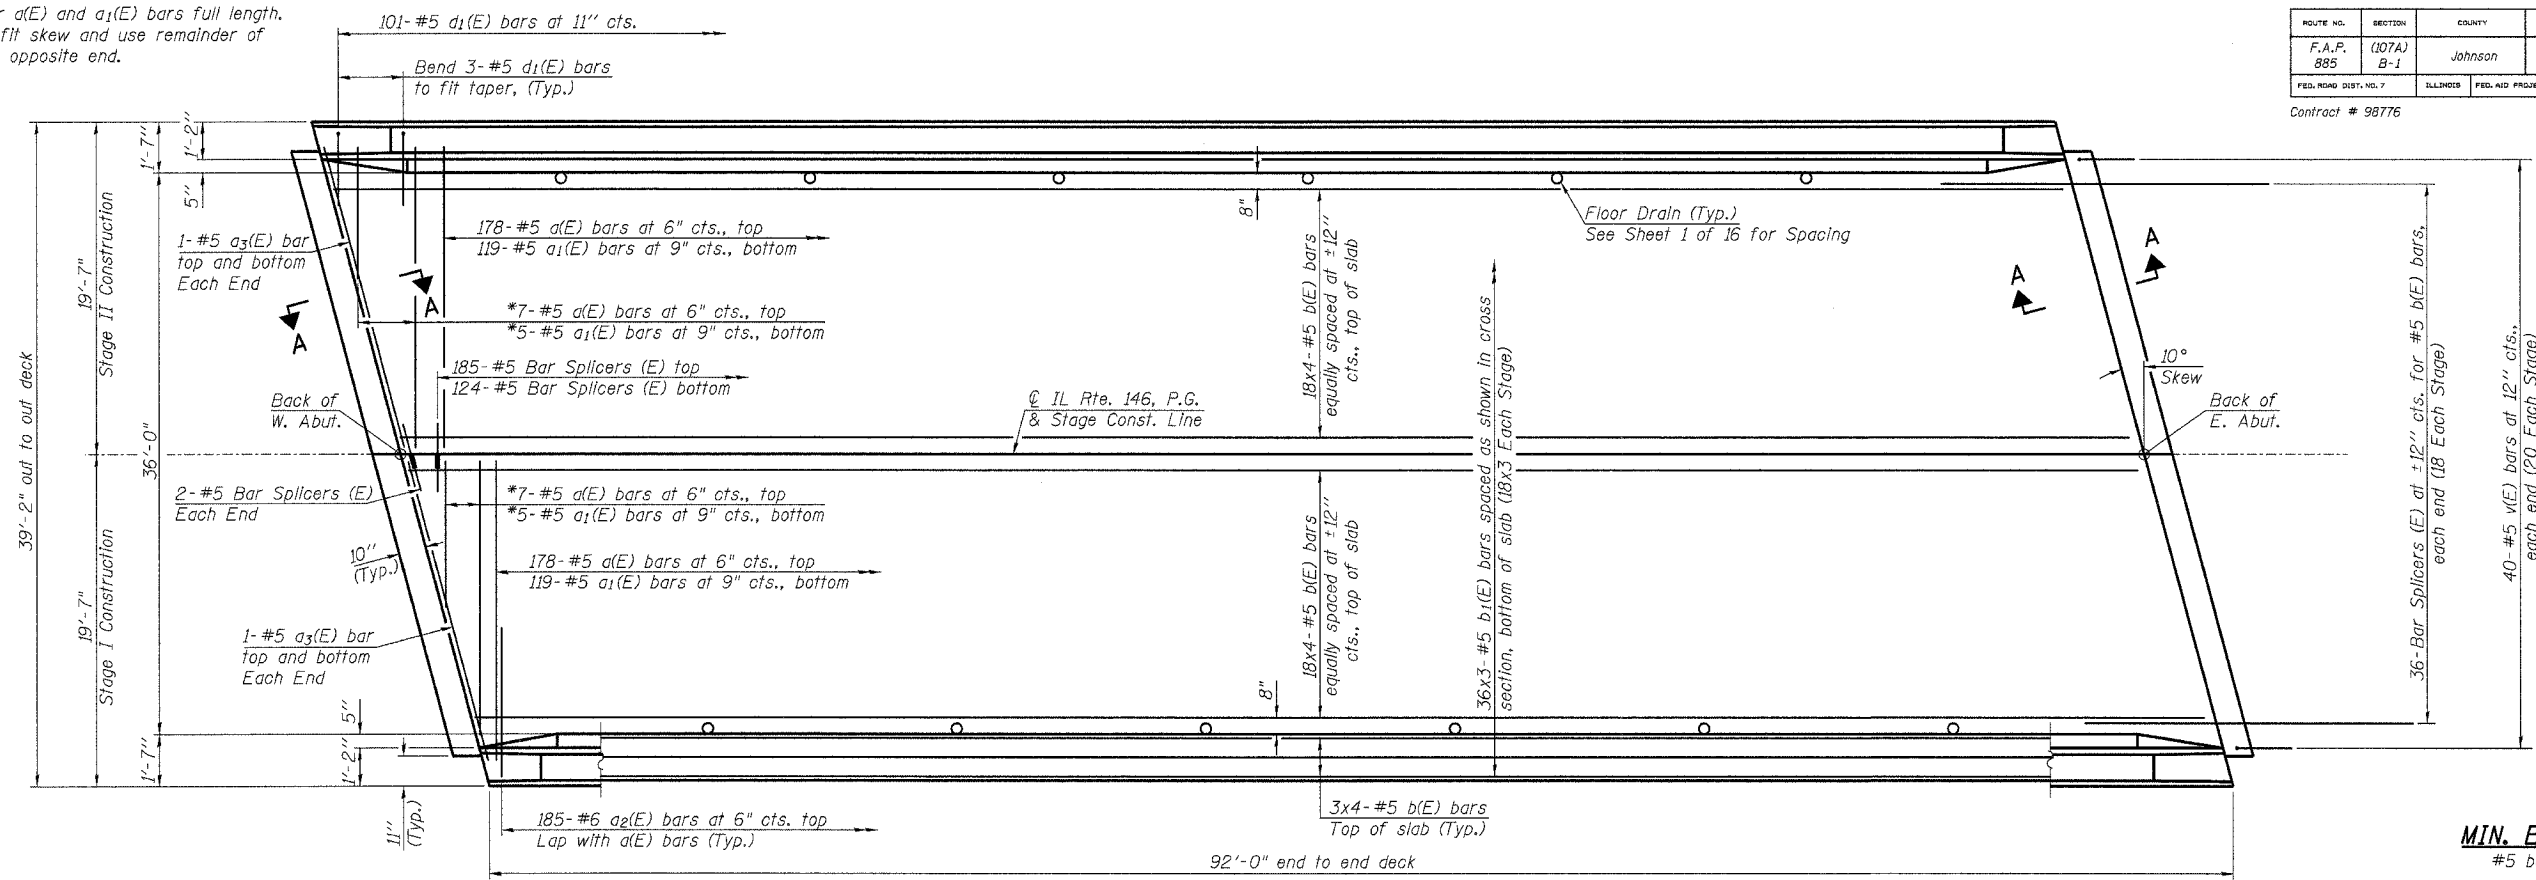 a(E) and a1(E) bars full length.
fit skew and use remainder of
opposite end.
101-#5 d1(E) bars at 11" cts.
Bend 3-#5 d1(E) bars
to fit taper, (Typ.)
ROUTE NO. SECTION COUNTY
F.A.P. 885 (107A) B-1 Johnson
FED. ROAD DIST. NO. 7 ILLINOIS FED. AID
Contract # 98776
1'-7"
1'-2"
5"
8"
178-#5 a(E) bars at 6" cts., top
119-#5 a1(E) bars at 9" cts., bottom
1-#5 a3(E) bar
top and bottom
Each End
Floor Drain (Typ.)
See Sheet 1 of 16 for Spacing
18x4-#5 b(E) bars
equally spaced at ±12"
cts., top of slab
19'-7"
Stage II Construction
A
A
A
A
*7-#5 a(E) bars at 6" cts., top
*5-#5 a1(E) bars at 9" cts., bottom
185-#5 Bar Splicers (E) top
124-#5 Bar Splicers (E) bottom
39'-2" out to out deck
36'-0"
Back of
W. Abut.
℄ IL Rte. 146, P.G.
& Stage Const. Line
36x3-#5 b1(E) bars spaced as shown in cross
section, bottom of slab (18x3 Each Stage)
10°
Skew
Back of
E. Abut.
36-Bar Splicers (E) at ±12" cts. for #5 b(E) bars,
each end (18 Each Stage)
40-#5 v(E) bars at 12" cts.,
each end (20 Each Stage)
2-#5 Bar Splicers (E)
Each End
*7-#5 a(E) bars at 6" cts., top
*5-#5 a1(E) bars at 9" cts., bottom
10"
(Typ.)
178-#5 a(E) bars at 6" cts., top
119-#5 a1(E) bars at 9" cts., bottom
18x4-#5 b(E) bars
equally spaced at ±12"
cts., top of slab
19'-7"
Stage I Construction
1-#5 a3(E) bar
top and bottom
Each End
8"
5"
1'-7"
1'-2"
11"
(Typ.)
185-#6 a2(E) bars at 6" cts. top
Lap with a(E) bars (Typ.)
3x4-#5 b(E) bars
Top of slab (Typ.)
92'-0" end to end deck
MIN.
#5 b